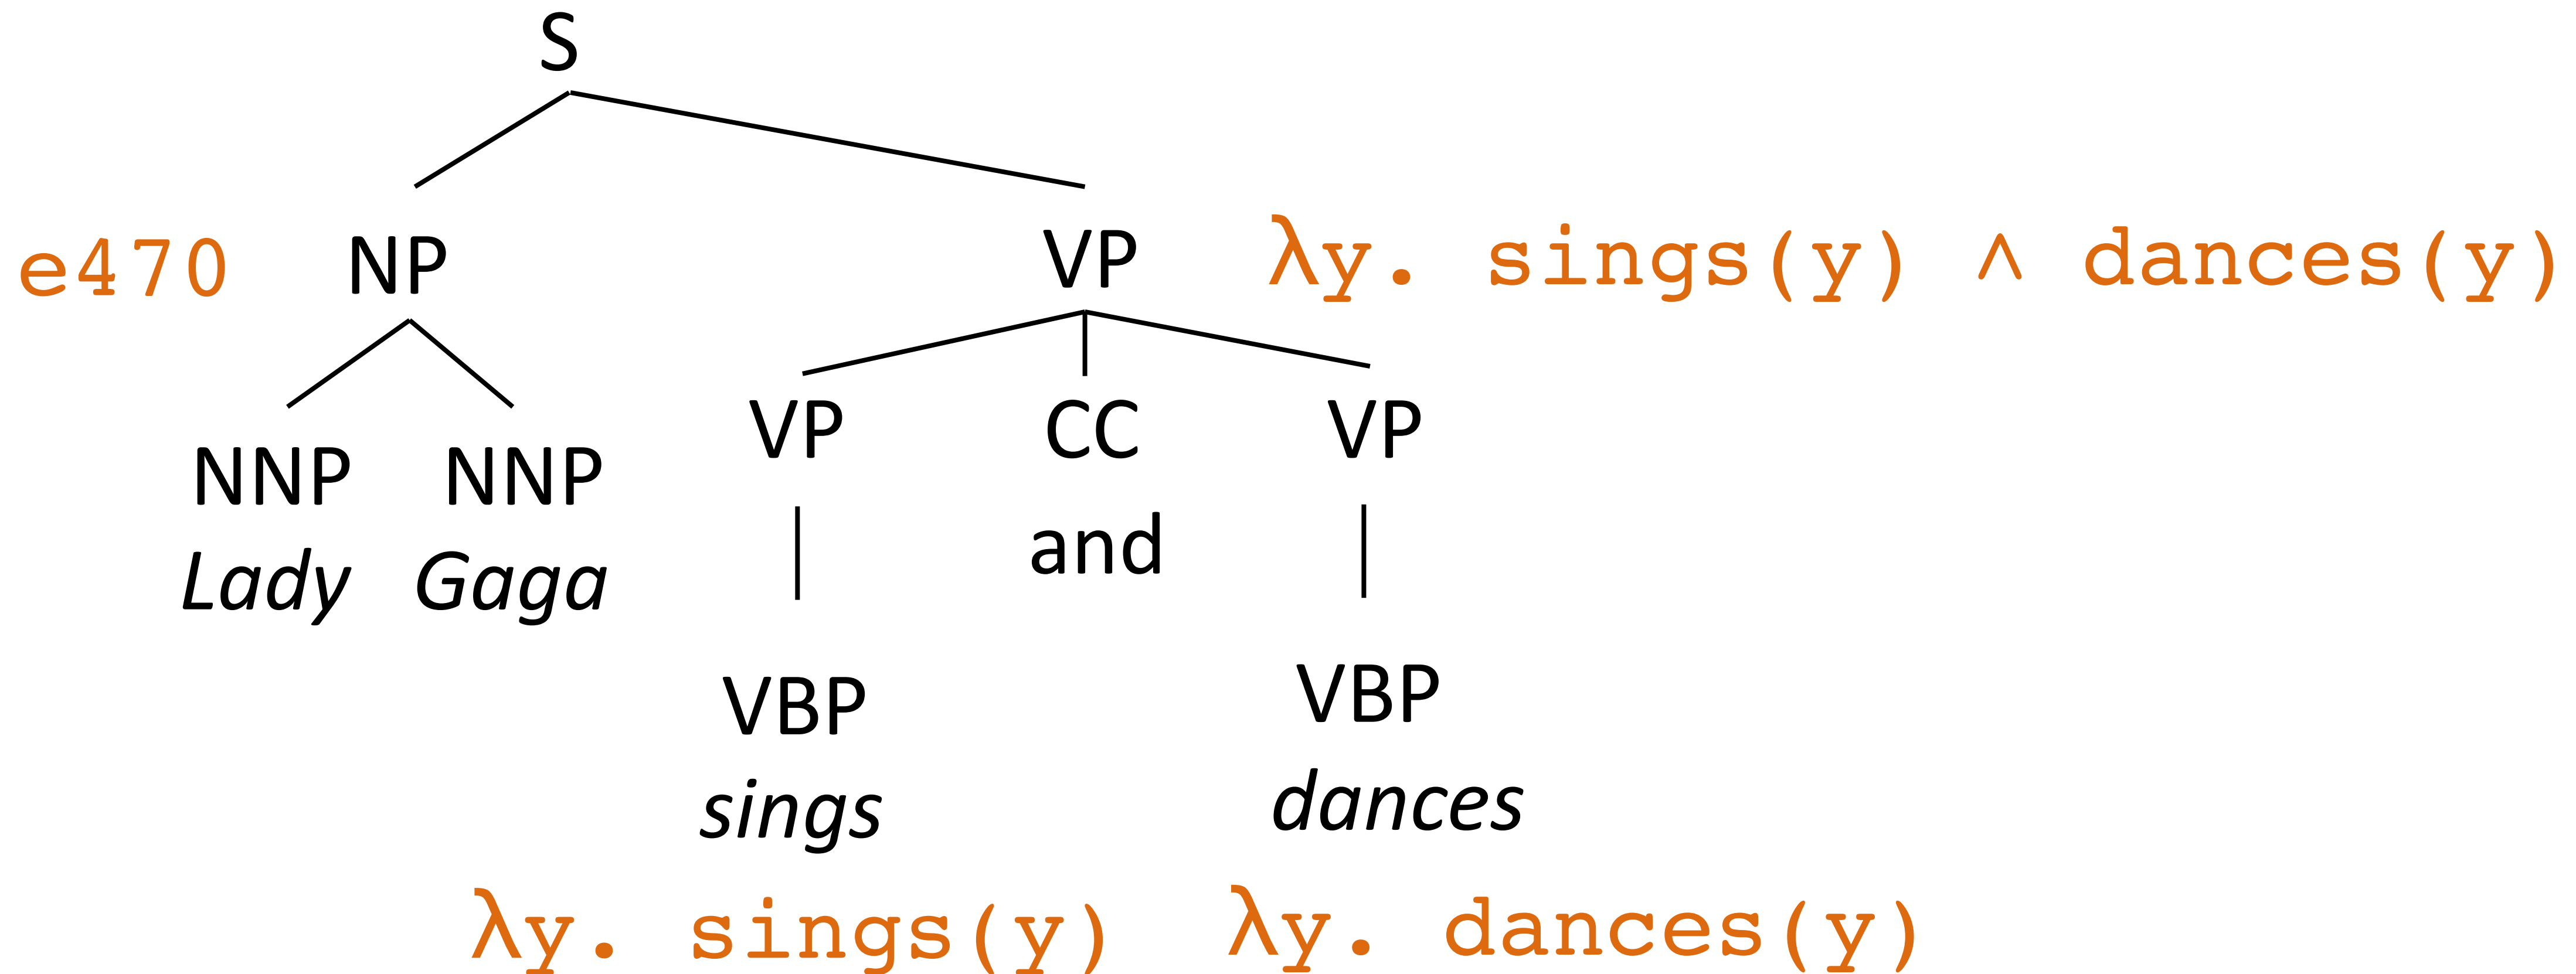 S
e470 NP VP λy. sings(y) ∧ dances(y)
VP CC VP
NNP NNP
and
Lady Gaga
VBP VBP
sings dances
λy. sings(y) λy. dances(y)